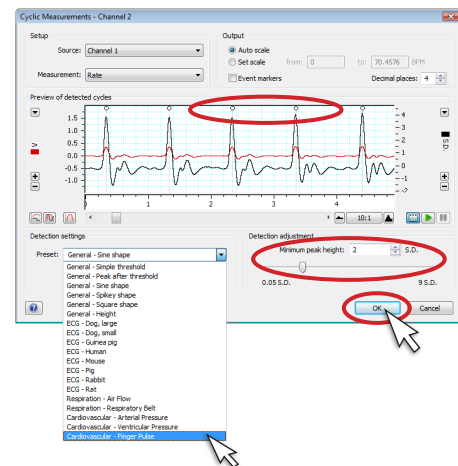 Cyclic Measurements - Channel 2
Setup
Source: Channel 1
Measurement: Rate
Output
Auto scale
Set scale from: 0 to: 70.4576 BPM
Event markers Decimal places: 4
Preview of detected cycles
V
1.5
1.0
0.5
0.0
-0.5
-1.0
4
3
2
1
0
-1
-2
S.D.
1 2 3 4
10:1
Detection settings
Preset: General - Sine shape
General - Simple threshold
General - Peak after threshold
General - Sine shape
General - Spikey shape
General - Square shape
General - Height
ECG - Dog, large
ECG - Dog, small
ECG - Guinea pig
ECG - Human
ECG - Mouse
ECG - Pig
ECG - Rabbit
ECG - Rat
Respiration - Air Flow
Respiration - Respiratory Belt
Cardiovascular - Arterial Pressure
Cardiovascular - Ventricular Pressure
Cardiovascular - Finger Pulse
Detection adjustment
Minimum peak height: 2 S.D.
0.05 S.D. 9 S.D.
OK Cancel